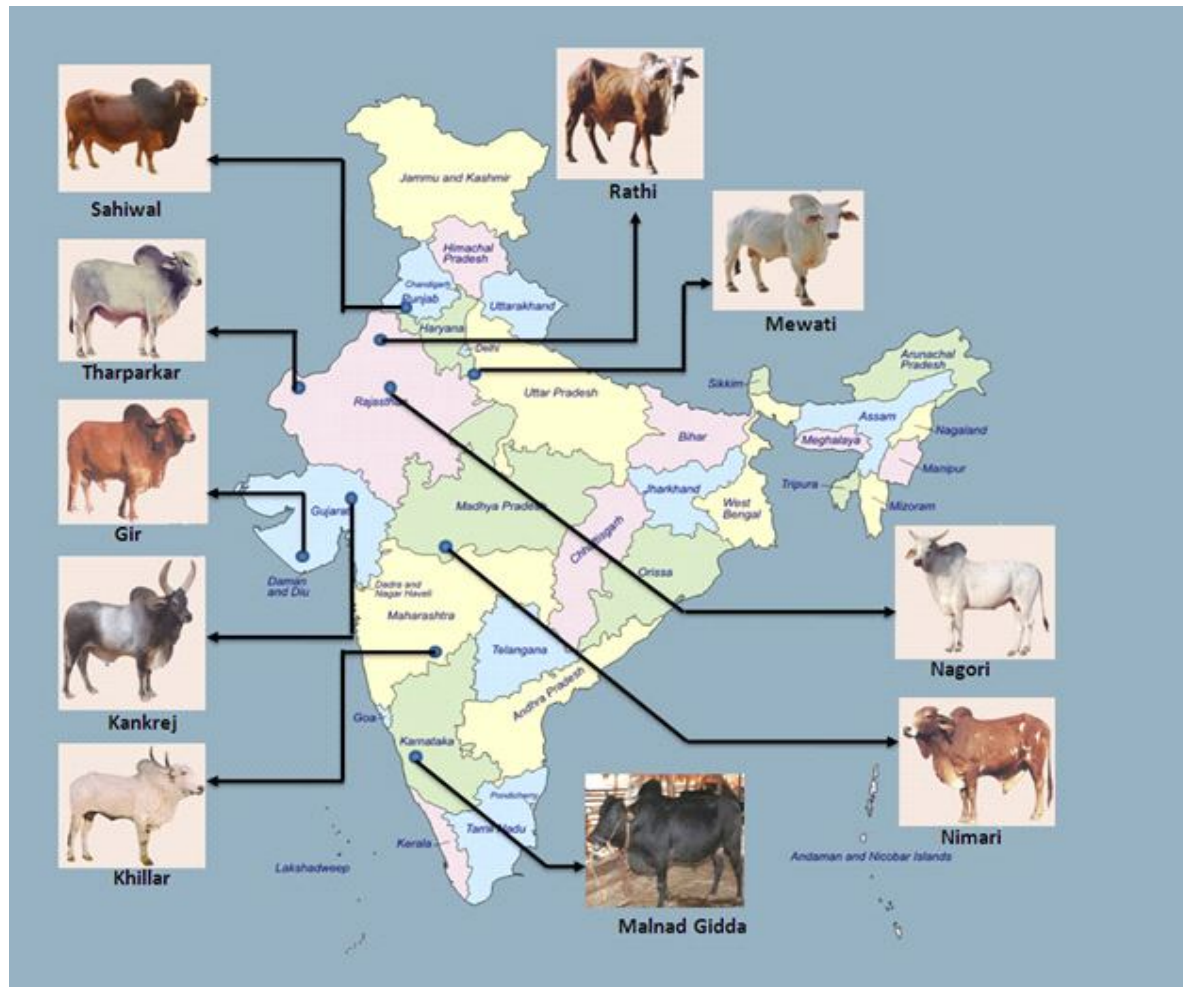 Sahiwal
Rathi
Mewati
Tharparkar
Gir
Kankrej
Khillar
Malnad Gidda
Nagori
Nimari
Jammu and Kashmir
Himachal
Pradesh
Chandigarh
Punjab
Uttarakhand
Haryana
Delhi
Rajasthan
Uttar Pradesh
Sikkim
Arunachal
Pradesh
Assam
Nagaland
Meghalaya
Manipur
Tripura
Mizoram
Bihar
Jharkhand
West
Bengal
Gujarat
Madhya Pradesh
Chhattisgarh
Orissa
Daman
and Diu
Dadra and
Nagar Haveli
Maharashtra
Telangana
Andhra Pradesh
Goa
Karnataka
Pondicherry
Tamil Nadu
Kerala
Lakshadweep
Andaman and Nicobar Islands